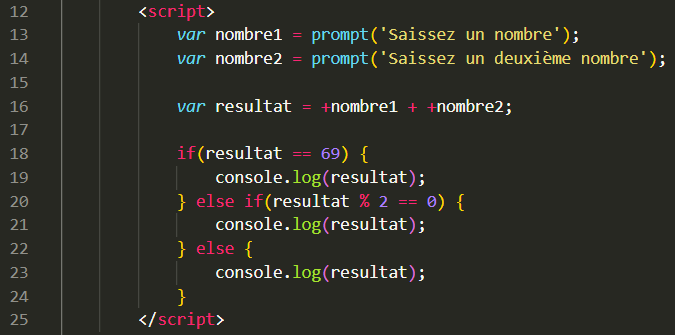 12 <script>
13 var nombre1 = prompt('Saissez un nombre');
14 var nombre2 = prompt('Saissez un deuxième nombre');
15
16 var resultat = +nombre1 + +nombre2;
17
18 if(resultat == 69) {
19 console.log(resultat);
20 } else if(resultat % 2 == 0) {
21 console.log(resultat);
22 } else {
23 console.log(resultat);
24 }
25 </script>